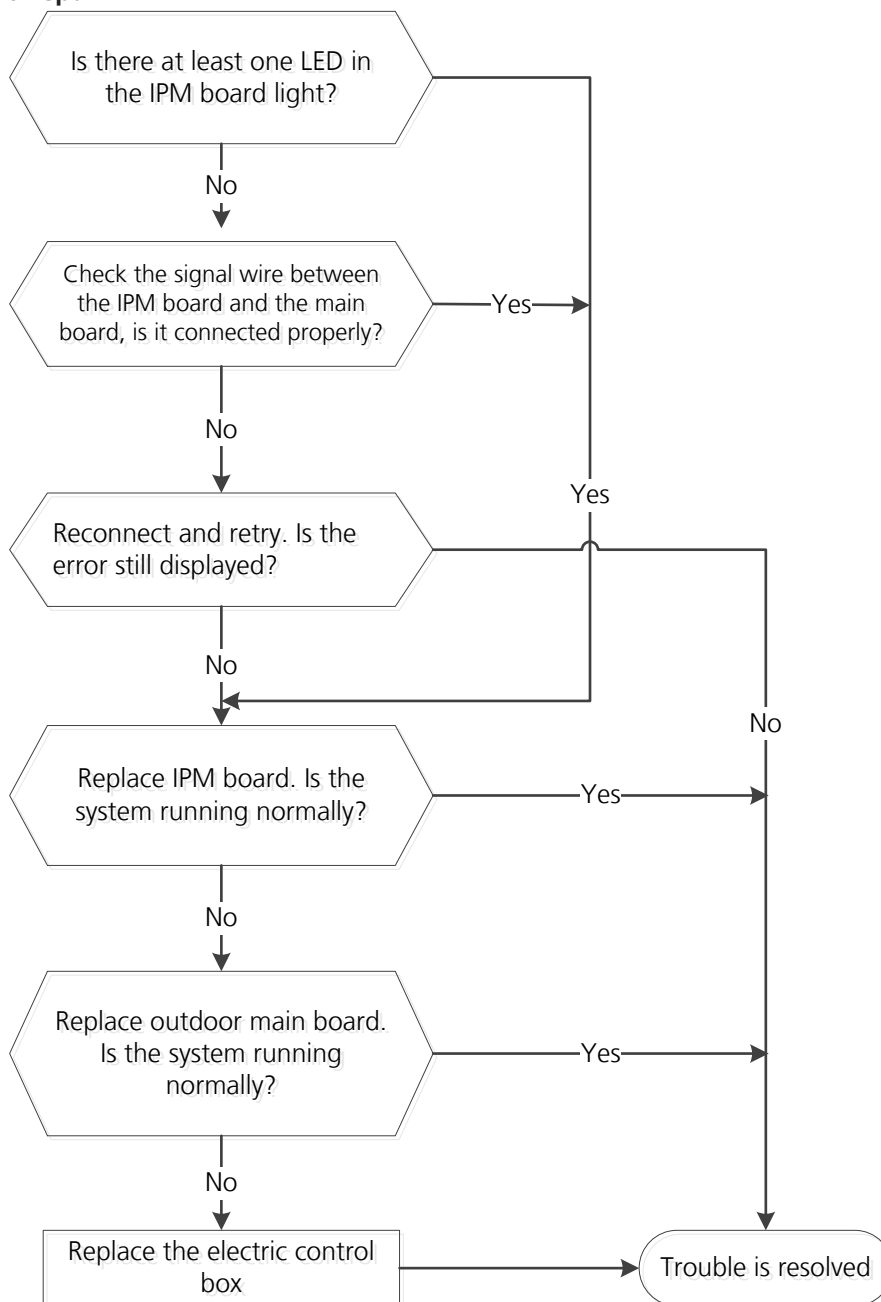 Is there at least one LED in
the IPM board light?
No
Check the signal wire between
the IPM board and the main
board, is it connected properly?
Yes
No
Yes
Reconnect and retry. Is the
error still displayed?
No
No
Replace IPM board. Is the
system running normally?
Yes
No
Replace outdoor main board.
Is the system running
normally?
Yes
No
Replace the electric control
box
Trouble is resolved